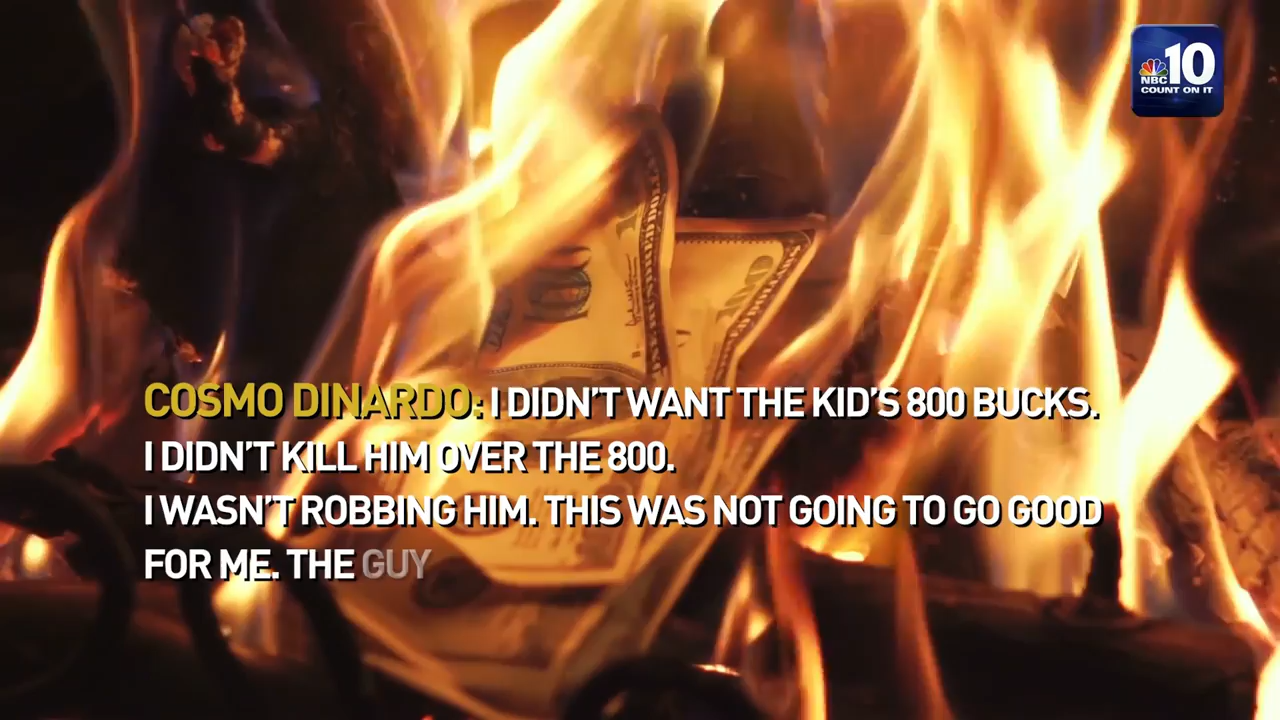 NBC 10
COUNT ON IT
COSMO DINARDO: I DIDN'T WANT THE KID'S 800 BUCKS.
I DIDN'T KILL HIM OVER THE 800.
I WASN'T ROBBING HIM. THIS WAS NOT GOING TO GO GOOD
FOR ME. THE GUY